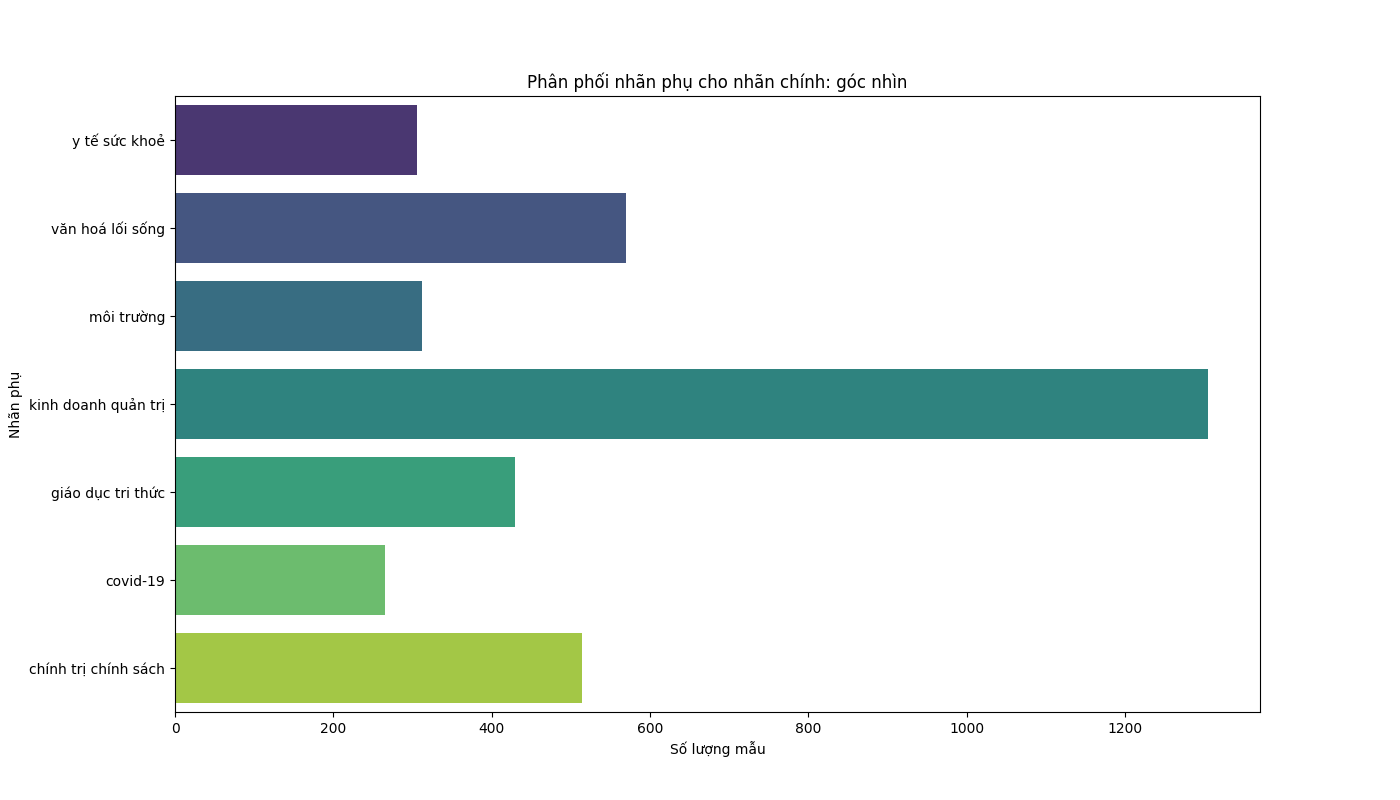 Phân phối nhãn phụ cho nhãn chính: góc nhìn
y tế sức khoẻ
văn hoá lối sống
môi trường
kinh doanh quản trị
giáo dục tri thức
covid-19
chính trị chính sách
Nhãn phụ
0 200 400 600 800 1000 1200
Số lượng mẫu